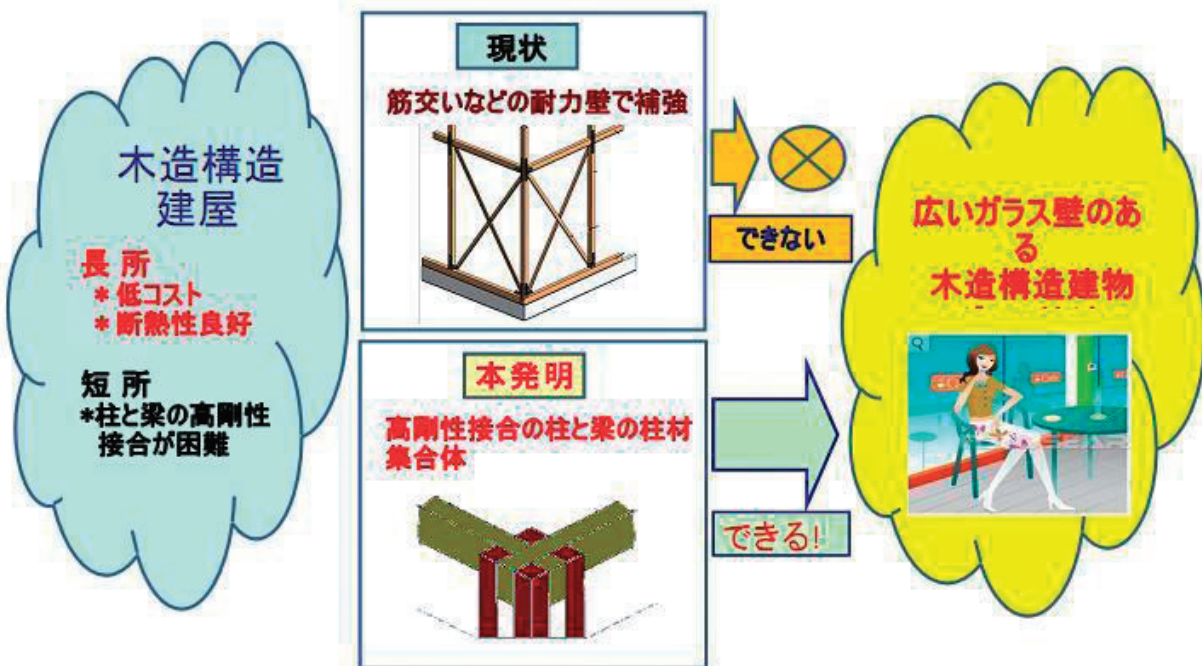 木造構造
建屋
長 所
＊低コスト
＊断熱性良好
短 所
*柱と梁の高剛性
接合が困難
現状
筋交いなどの耐力壁で補強
できない
本発明
高剛性接合の柱と梁の柱材
集合体
できる!
広いガラス壁のあ
る
木造構造建物